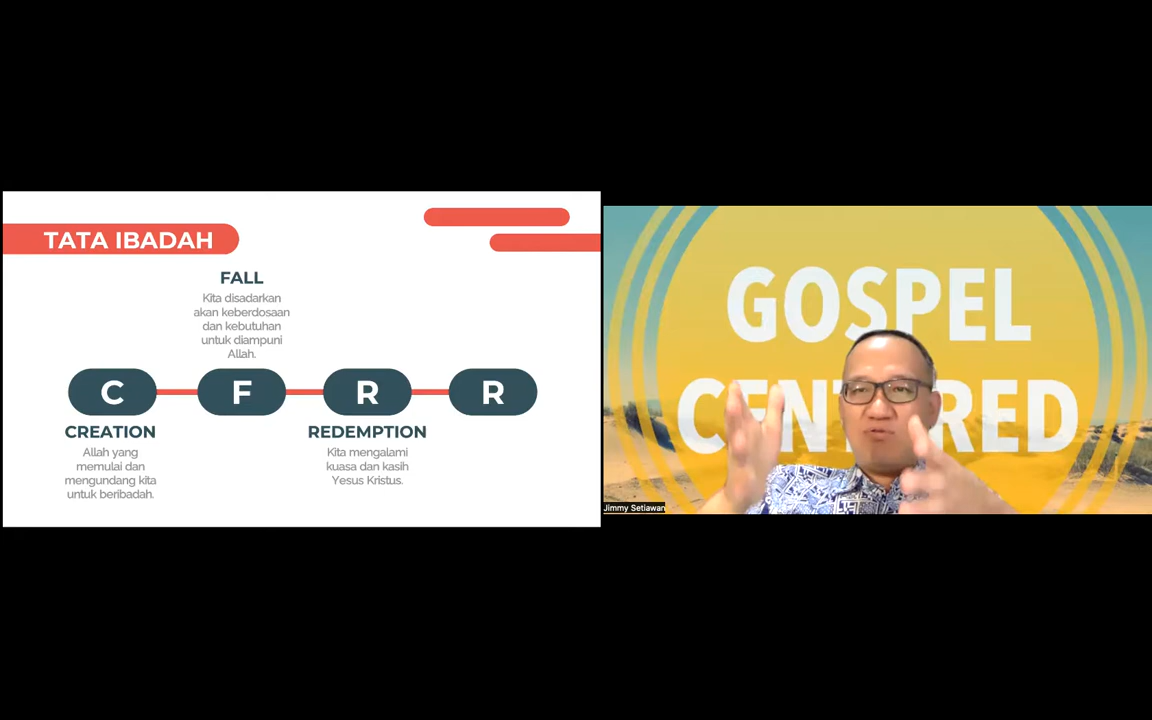 TATA IBADAH
FALL
Kita disadarkan
akan keberdosaan
dan kebutuhan
untuk diampuni
Allah.
C
F
R
R
CREATION
Allah yang
memulai dan
mengundang kita
untuk beribadah.
REDEMPTION
Kita mengalami
kuasa dan kasih
Yesus Kristus.
GOSPEL
Jimmy Setiawan